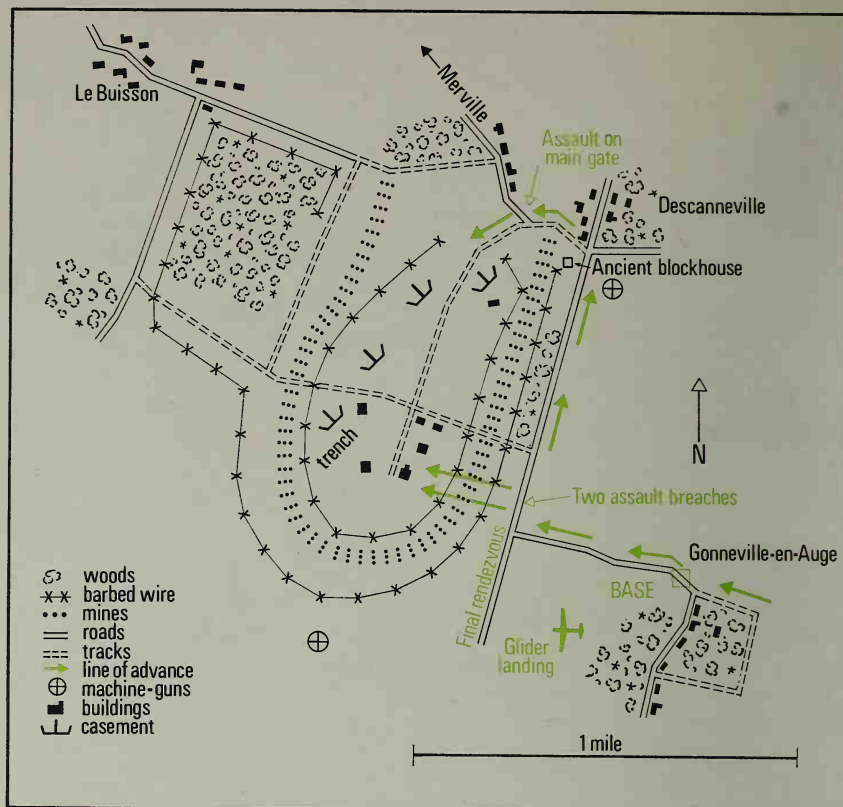 Le Buisson
Merville
Assault on
main gate
Descanneville
Ancient blockhouse
N
trench
Two assault breaches
Gonneville-en-Auge
BASE
Final rendezvous
Glider
landing
woods
barbed wire
mines
roads
tracks
line of advance
machine-guns
buildings
casement
1 mile